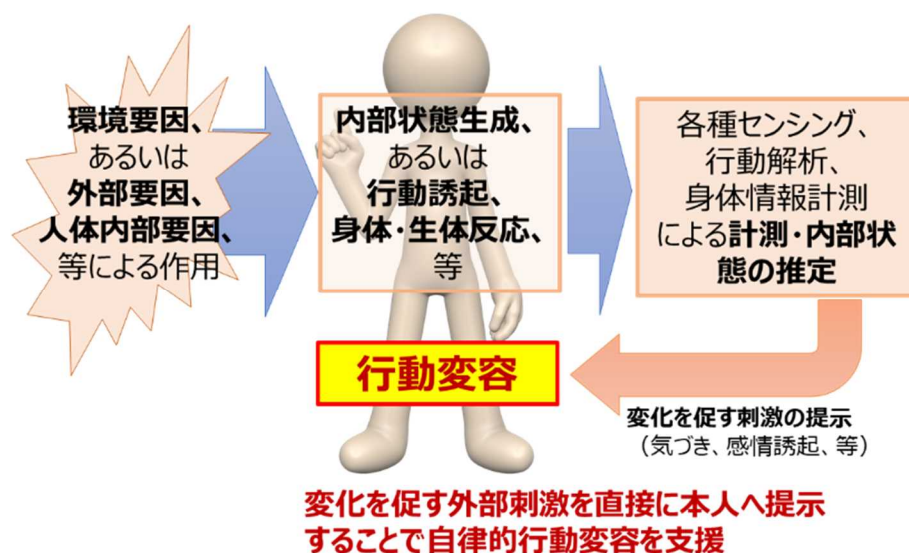 環境要因、
あるいは
外部要因、
人体内部要因、
等による作用
内部状態生成、
あるいは
行動誘起、
身体・生体反応、
等
各種センシング、
行動解析、
身体情報計測
による計測・内部状
態の推定
行動変容
変化を促す刺激の提示
（気づき、感情誘起、等）
変化を促す外部刺激を直接に本人へ提示
することで自律的行動変容を支援